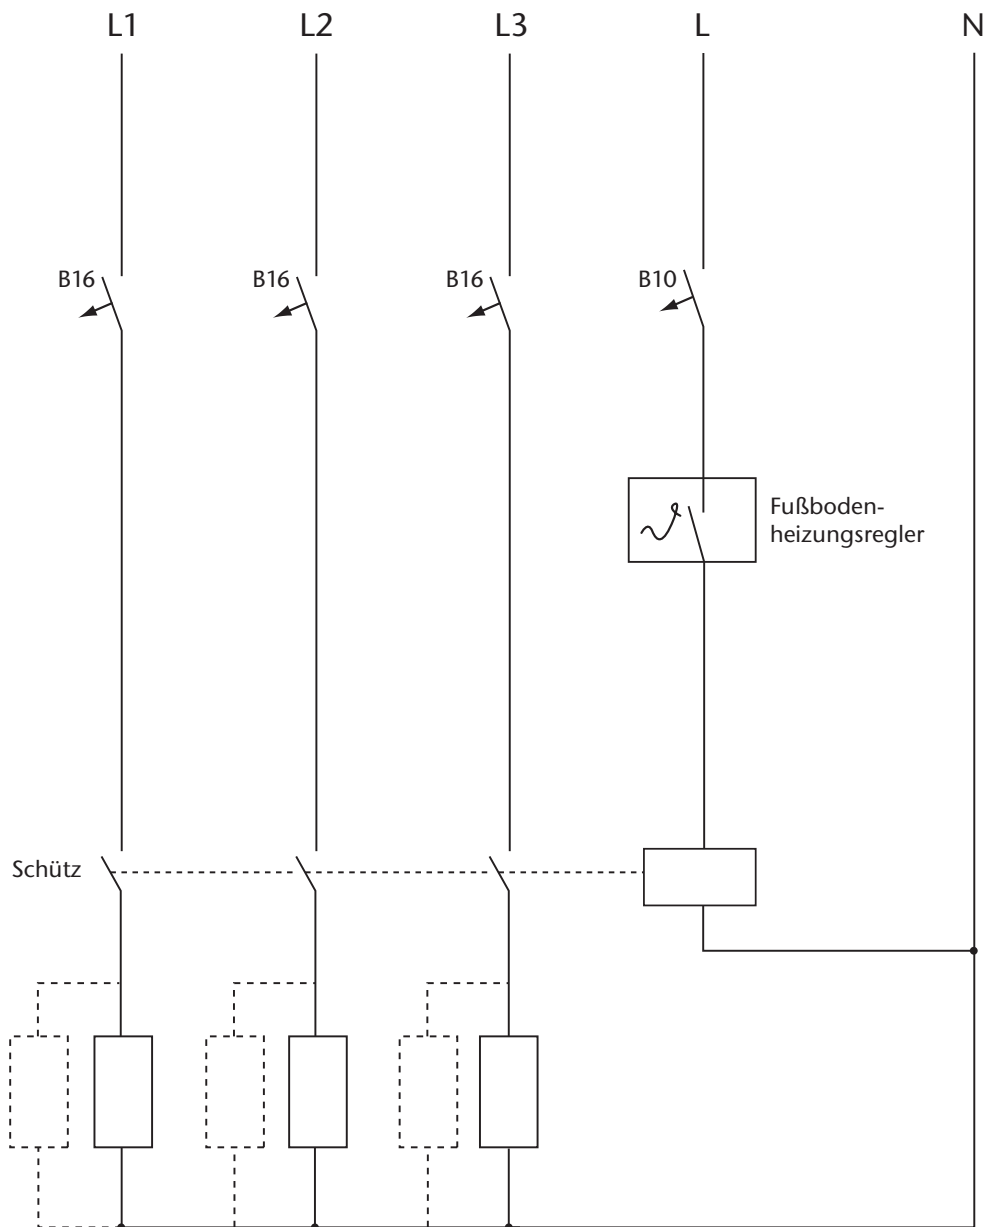 L1 L2 L3 L N
B16 B16 B16 B10
Fußboden-
heizungsregler
Schütz